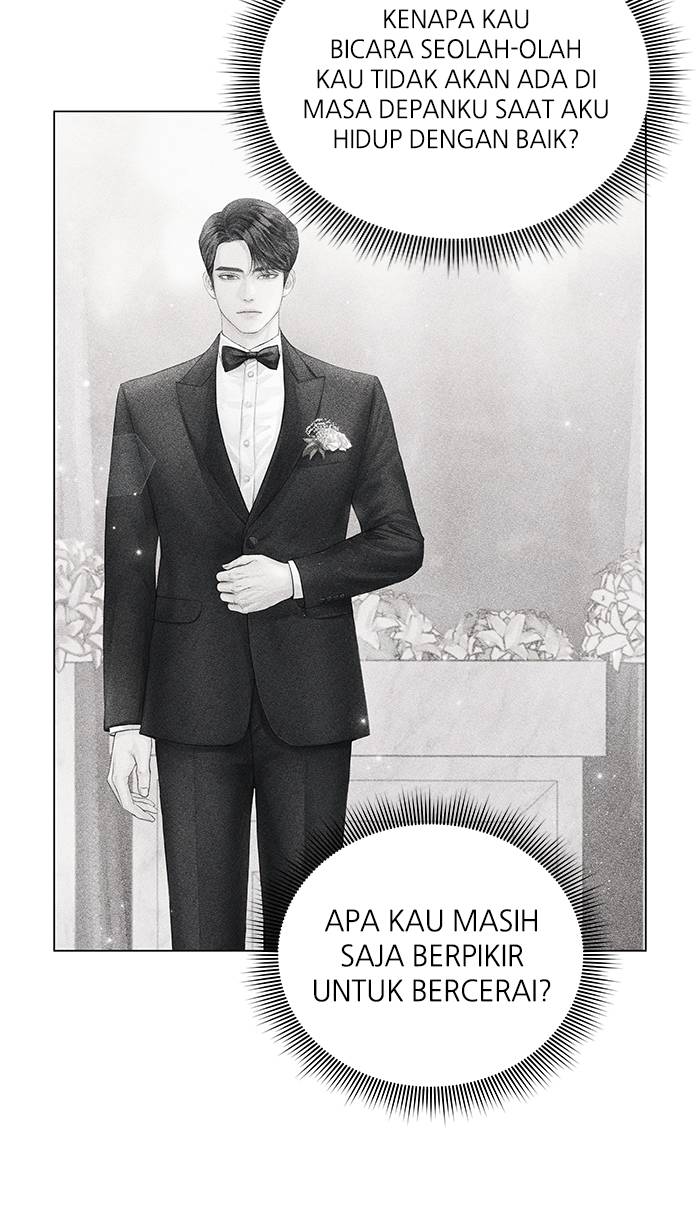 KENAPA KAU
BICARA SEOLAH-OLAH
KAU TIDAK AKAN ADA DI
MASA DEPANKU SAAT AKU
HIDUP DENGAN BAIK?
APA KAU MASIH
SAJA BERPIKIR
UNTUK BERCERAI?